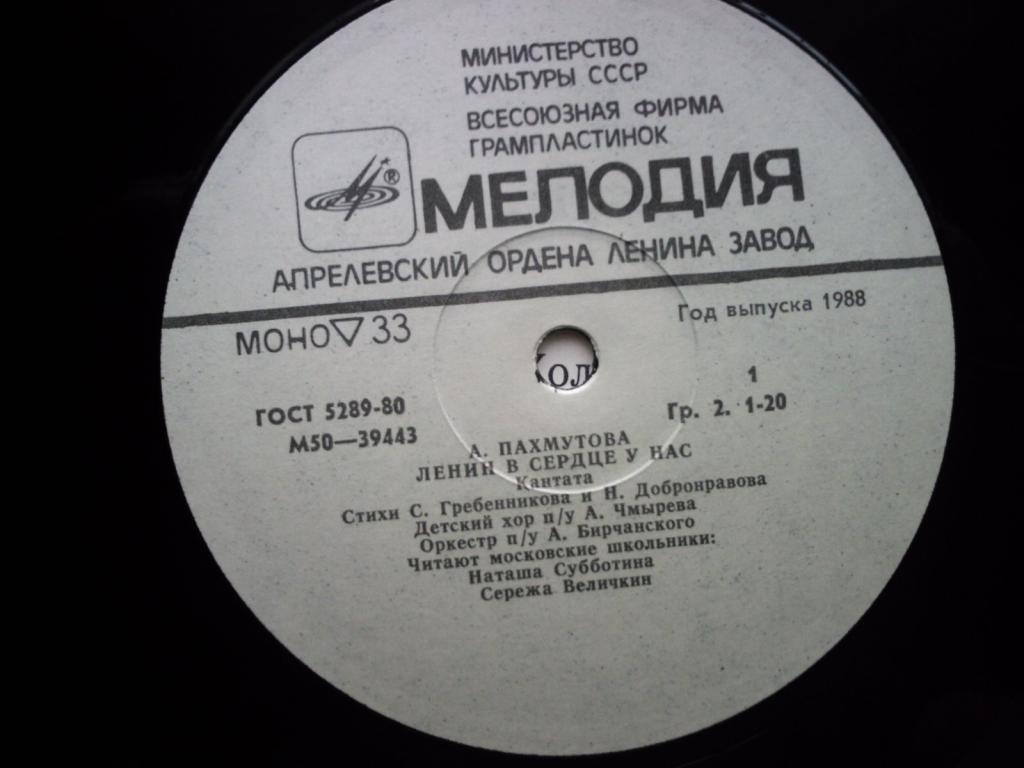 МИНИСТЕРСТВО
КУЛЬТУРЫ СССР
ВСЕСОЮЗНАЯ ФИРМА
ГРАМПЛАСТИНОК
®
МЕЛОДИЯ
АПРЕЛЕВСКИЙ ОРДЕНА ЛЕНИНА ЗАВОД
МОНО ▽ 33
Год выпуска 1988
ГОСТ 5289-80
М50—39443
1
Гр. 2. 1-20
ол
А. ПАХМУТОВА
ЛЕНИН В СЕРДЦЕ У НАС
Кантата
Стихи С. Гребенникова и Н. Добронравова
Детский хор п/у А. Чмырева
Оркестр п/у А. Бирчанского
Читают московские школьники:
Наташа Субботина
Сережа Величкин